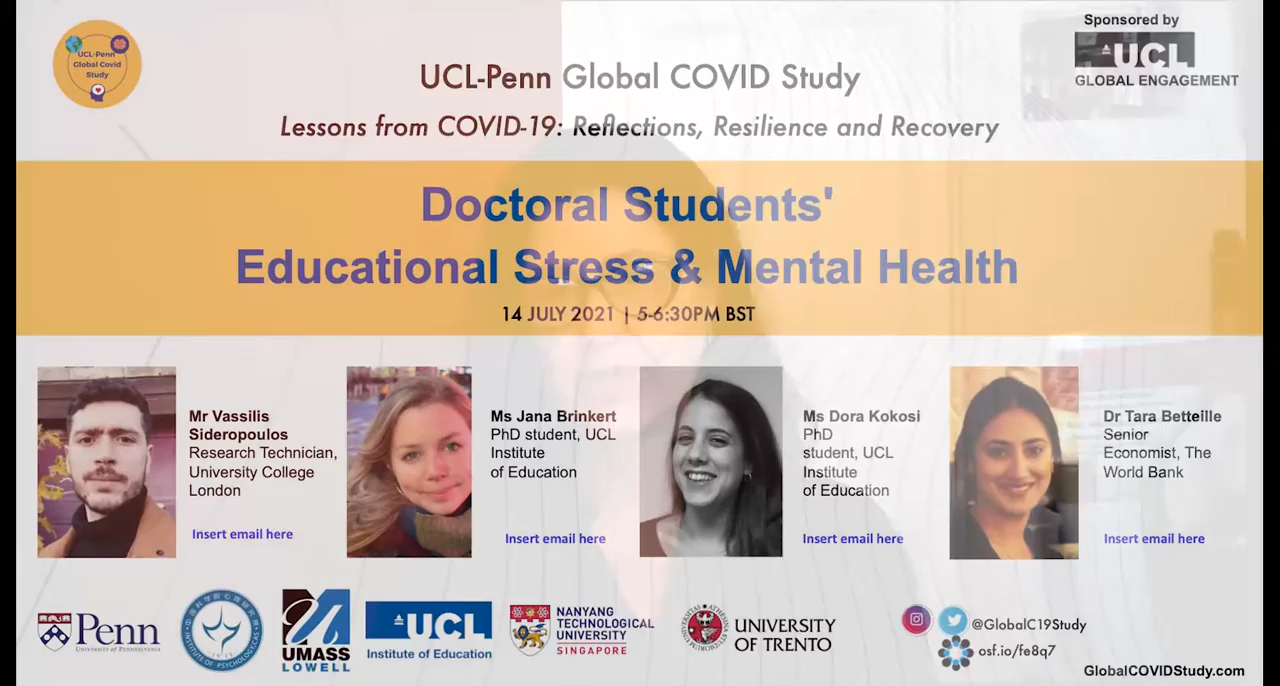 UCL-Penn
Global Covid
Study
Sponsored by
UCL
GLOBAL ENGAGEMENT
UCL-Penn Global COVID Study
Lessons from COVID-19: Reflections, Resilience and Recovery
Doctoral Students'
Educational Stress & Mental Health
14 JULY 2021 | 5-6:30PM BST
Mr Vassilis
Sideropoulos
Research Technician,
University College
London
Insert email here
Ms Jana Brinkert
PhD student, UCL
Institute
of Education
Insert email here
Ms Dora Kokosi
PhD
student, UCL
Institute
of Education
Insert email here
Dr Tara Betteille
Senior
Economist, The
World Bank
Insert email here
Penn
UNIVERSITY OF PENNSYLVANIA
UMASS
LOWELL
UCL
Institute of Education
NANYANG
TECHNOLOGICAL
UNIVERSITY
SINGAPORE
UNIVERSITY
OF TRENTO
@GlobalC19Study
osf.io/fe8q7
GlobalCOVIDStudy.com